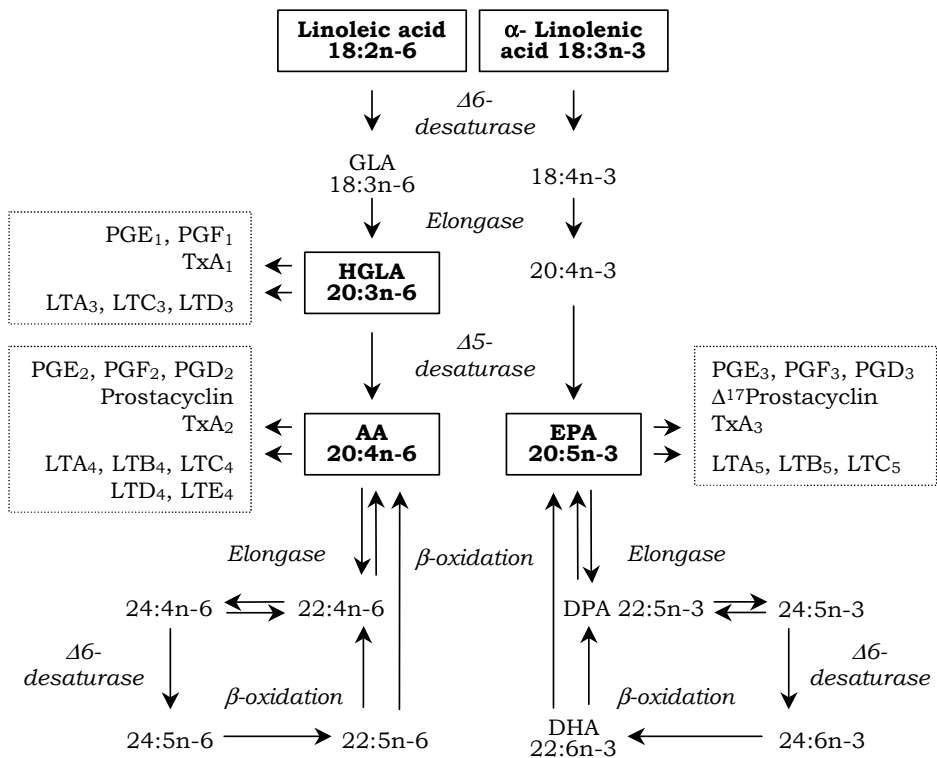 Linoleic acid
18:2n-6
α- Linolenic
acid 18:3n-3
Δ6-
desaturase
GLA
18:3n-6
18:4n-3
Elongase
PGE₁, PGF₁
TxA₁
LTA₃, LTC₃, LTD₃
HGLA
20:3n-6
20:4n-3
Δ5-
desaturase
PGE₂, PGF₂, PGD₂
Prostacyclin
TxA₂
LTA₄, LTB₄, LTC₄
LTD₄, LTE₄
AA
20:4n-6
EPA
20:5n-3
PGE₃, PGF₃, PGD₃
Δ¹⁷Prostacyclin
TxA₃
LTA₅, LTB₅, LTC₅
Elongase
β-oxidation
Elongase
24:4n-6
22:4n-6
DPA 22:5n-3
24:5n-3
Δ6-
desaturase
β-oxidation
β-oxidation
Δ6-
desaturase
24:5n-6
22:5n-6
DHA
22:6n-3
24:6n-3